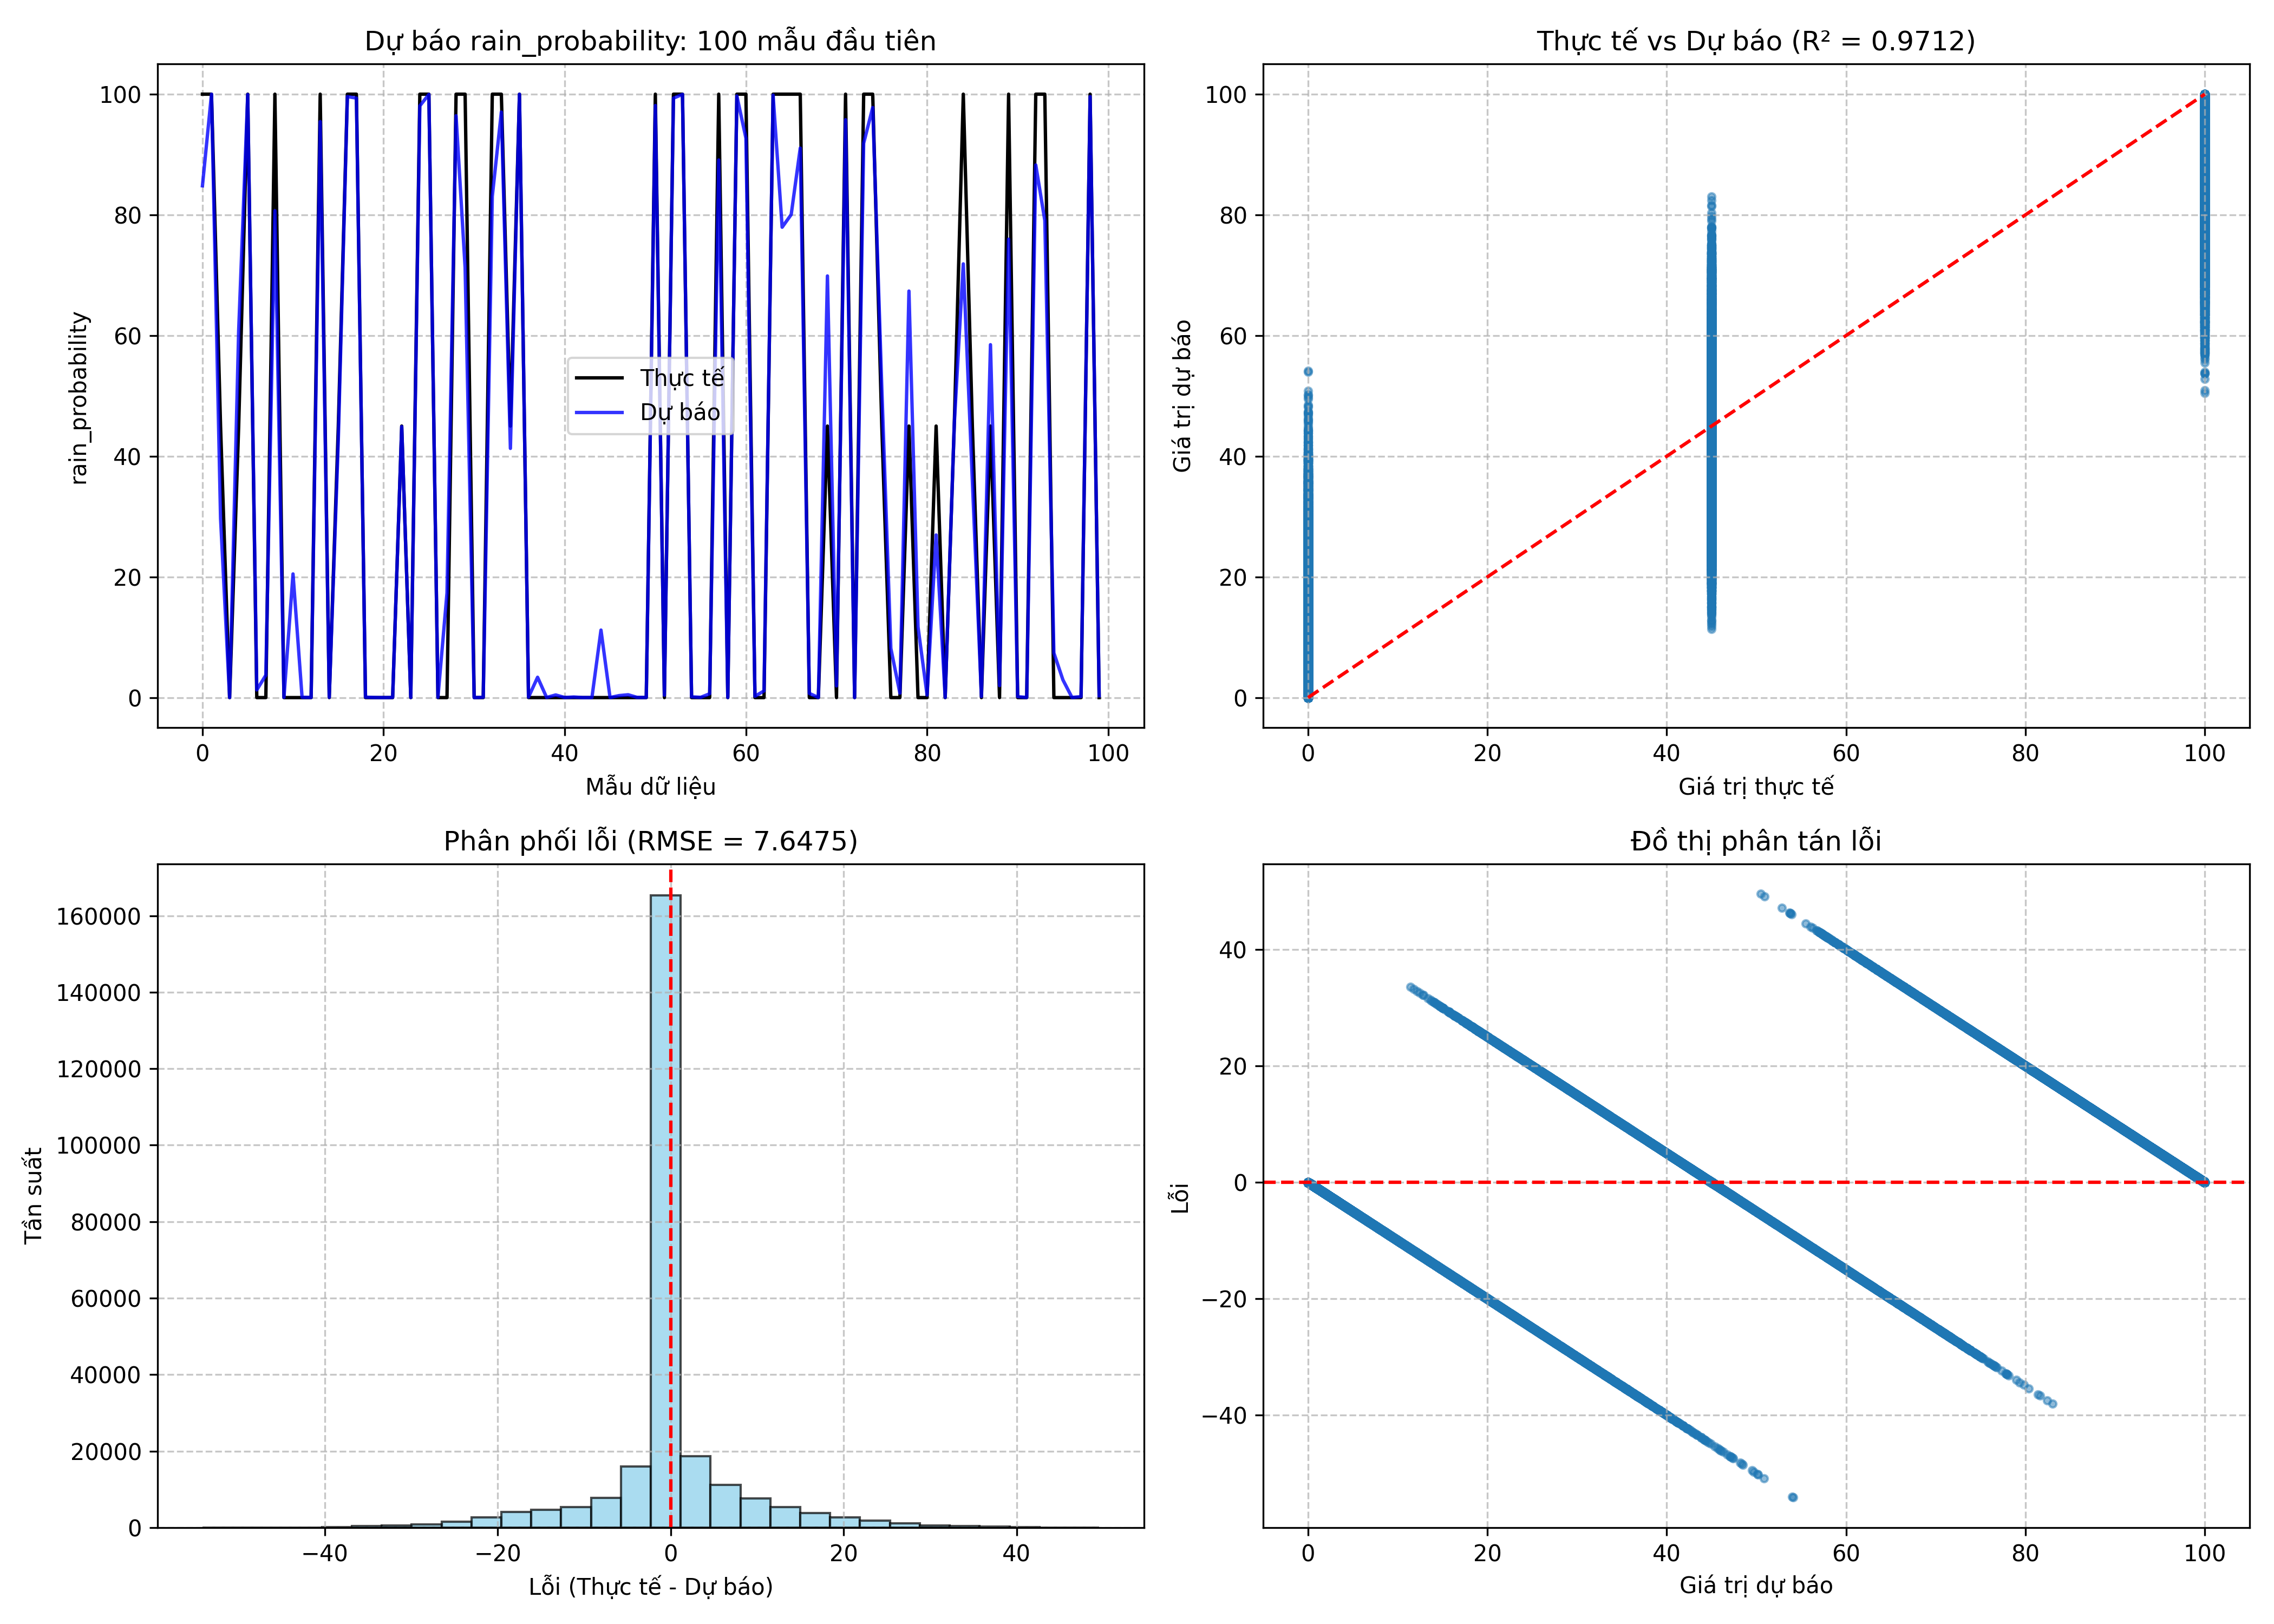 Dự báo rain_probability: 100 mẫu đầu tiên
100
80
60
40
20
0
rain_probability
Thực tế
Dự báo
0 20 40 60 80 100
Mẫu dữ liệu
Thực tế vs Dự báo (R² = 0.9712)
100
80
60
40
20
0
Giá trị dự báo
0 20 40 60 80 100
Giá trị thực tế
Phân phối lỗi (RMSE = 7.6475)
160000
140000
120000
100000
80000
60000
40000
20000
0
Tần suất
−40 −20 0 20 40
Lỗi (Thực tế - Dự báo)
Đồ thị phân tán lỗi
40
20
0
−20
−40
Lỗi
0 20 40 60 80 100
Giá trị dự báo